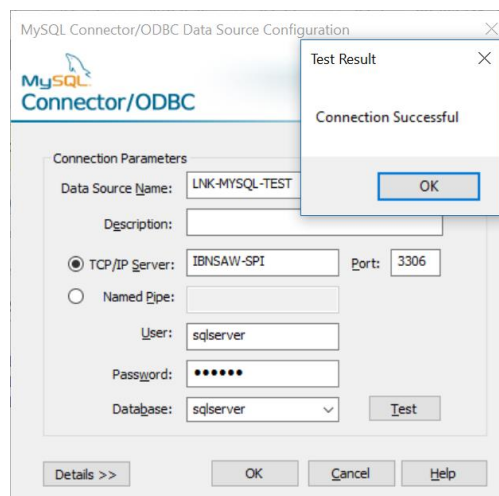 MySQL Connector/ODBC Data Source Configuration
Test Result
Connection Successful
OK
MySQL
Connector/ODBC
Connection Parameters
Data Source Name: LNK-MYSQL-TEST
Description:
TCP/IP Server: IBNSAW-SPI Port: 3306
Named Pipe:
User: sqlserver
Password: ••••••
Database: sqlserver Test
Details >> OK Cancel Help